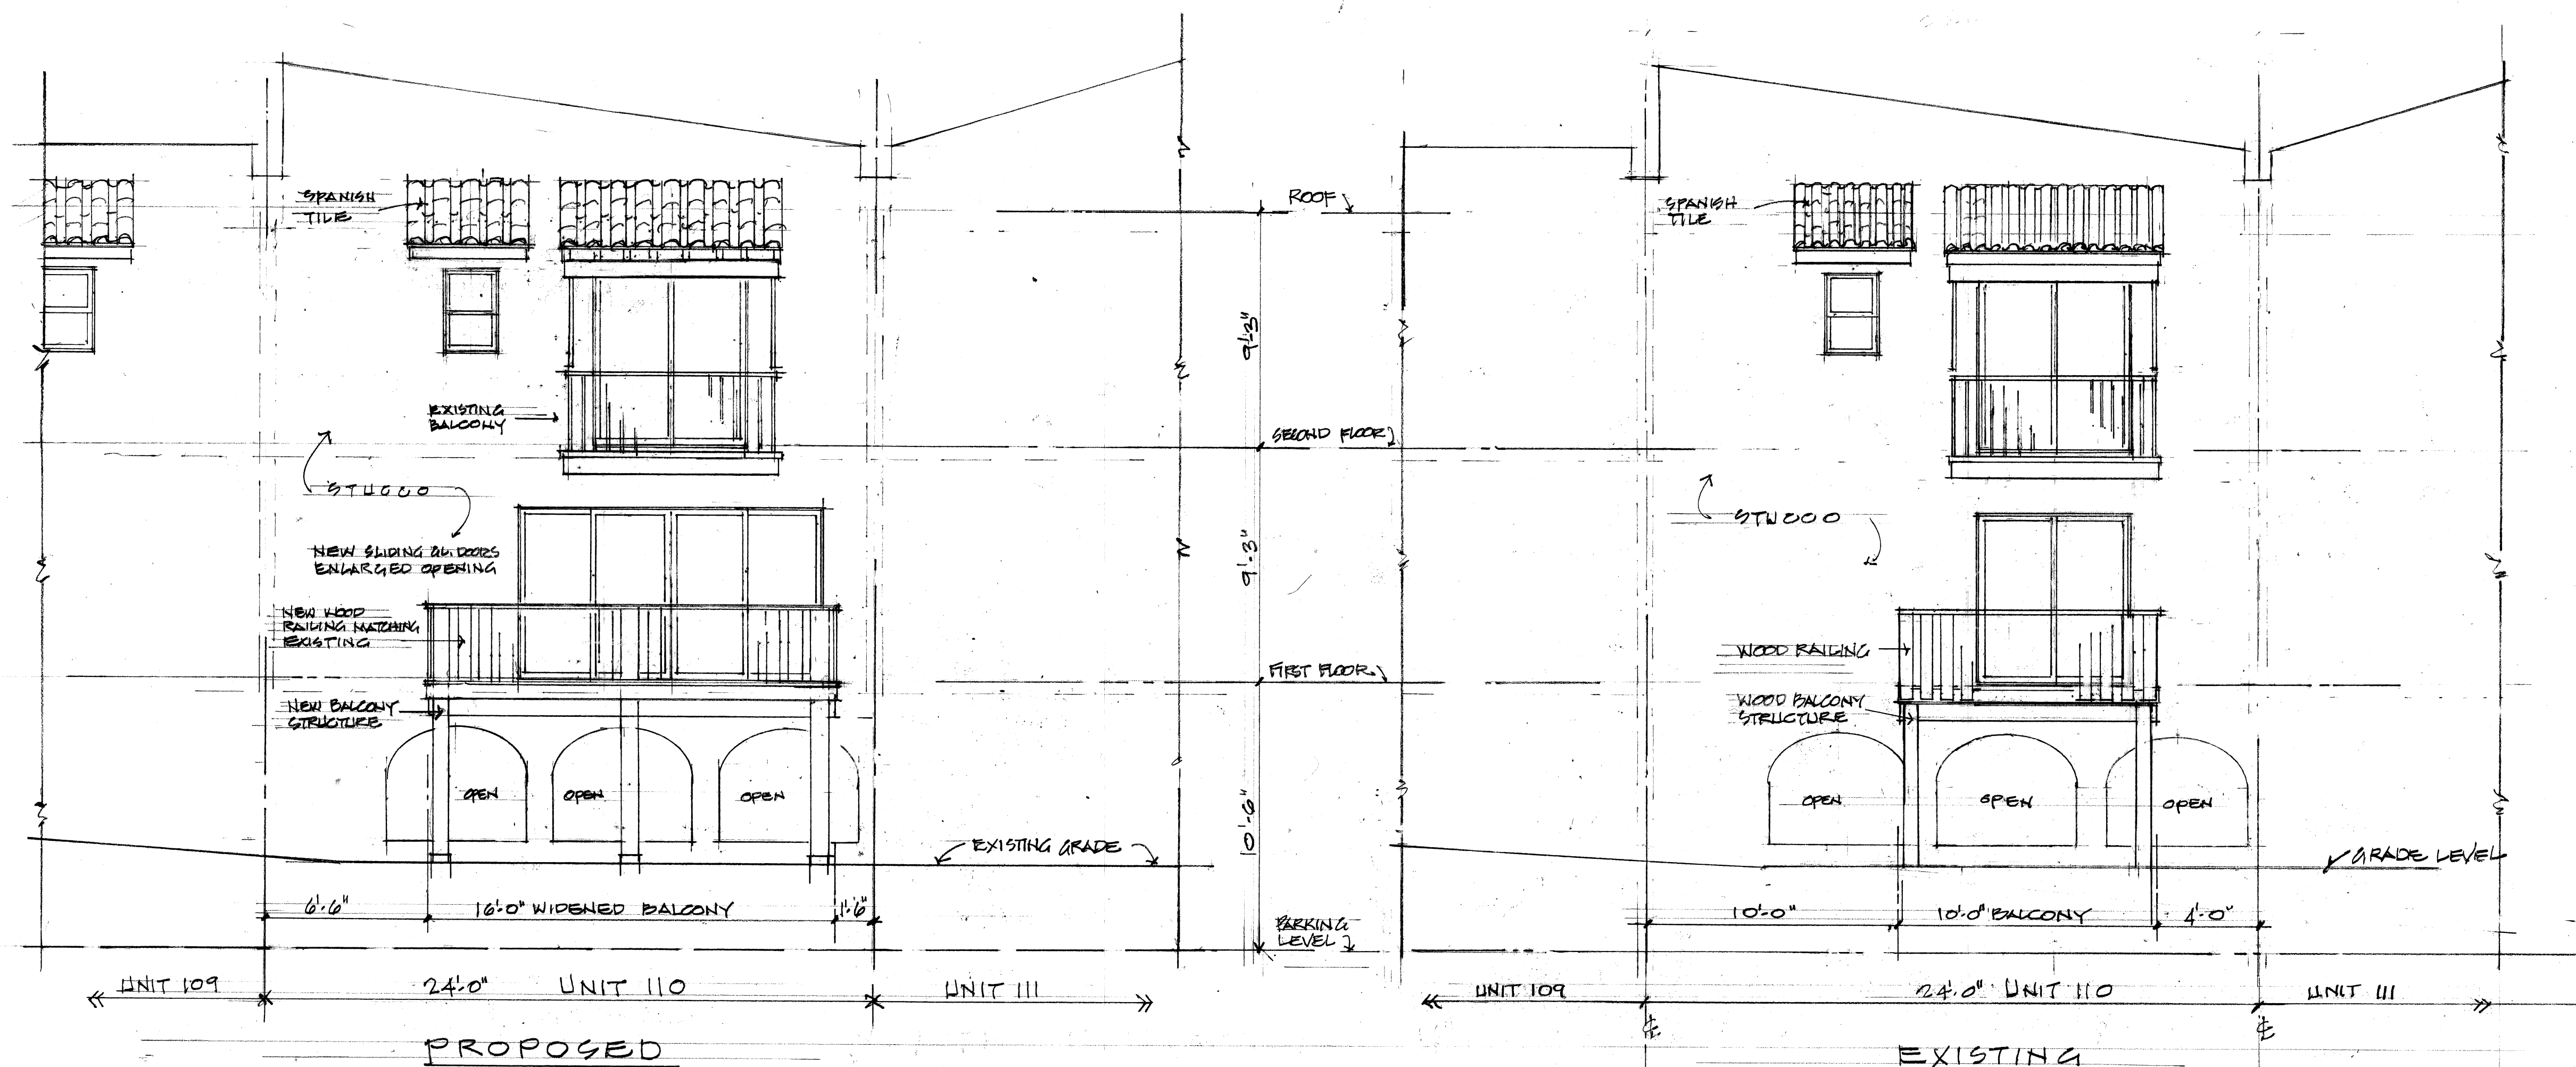 SPANISH
TILE
EXISTING
BALCONY
STUCCO
NEW SLIDING GL. DOORS
ENLARGED OPENING
NEW WOOD
RAILING MATCHING
EXISTING
NEW BALCONY
STRUCTURE
OPEN
OPEN
OPEN
EXISTING GRADE
6'-6"
16'-0" WIDENED BALCONY
1'-6"
UNIT 109
24'-0" UNIT 110
UNIT 111
PROPOSED
ROOF
9'-3"
SECOND FLOOR
9'-3"
FIRST FLOOR
10'-6"
PARKING
LEVEL
SPANISH
TILE
STUCCO
WOOD RAILING
WOOD BALCONY
STRUCTURE
OPEN
OPEN
OPEN
GRADE LEVEL
10'-0"
10'-0" BALCONY
4'-0"
UNIT 109
24'-0" UNIT 110
UNIT 111
℄
℄
EXISTING